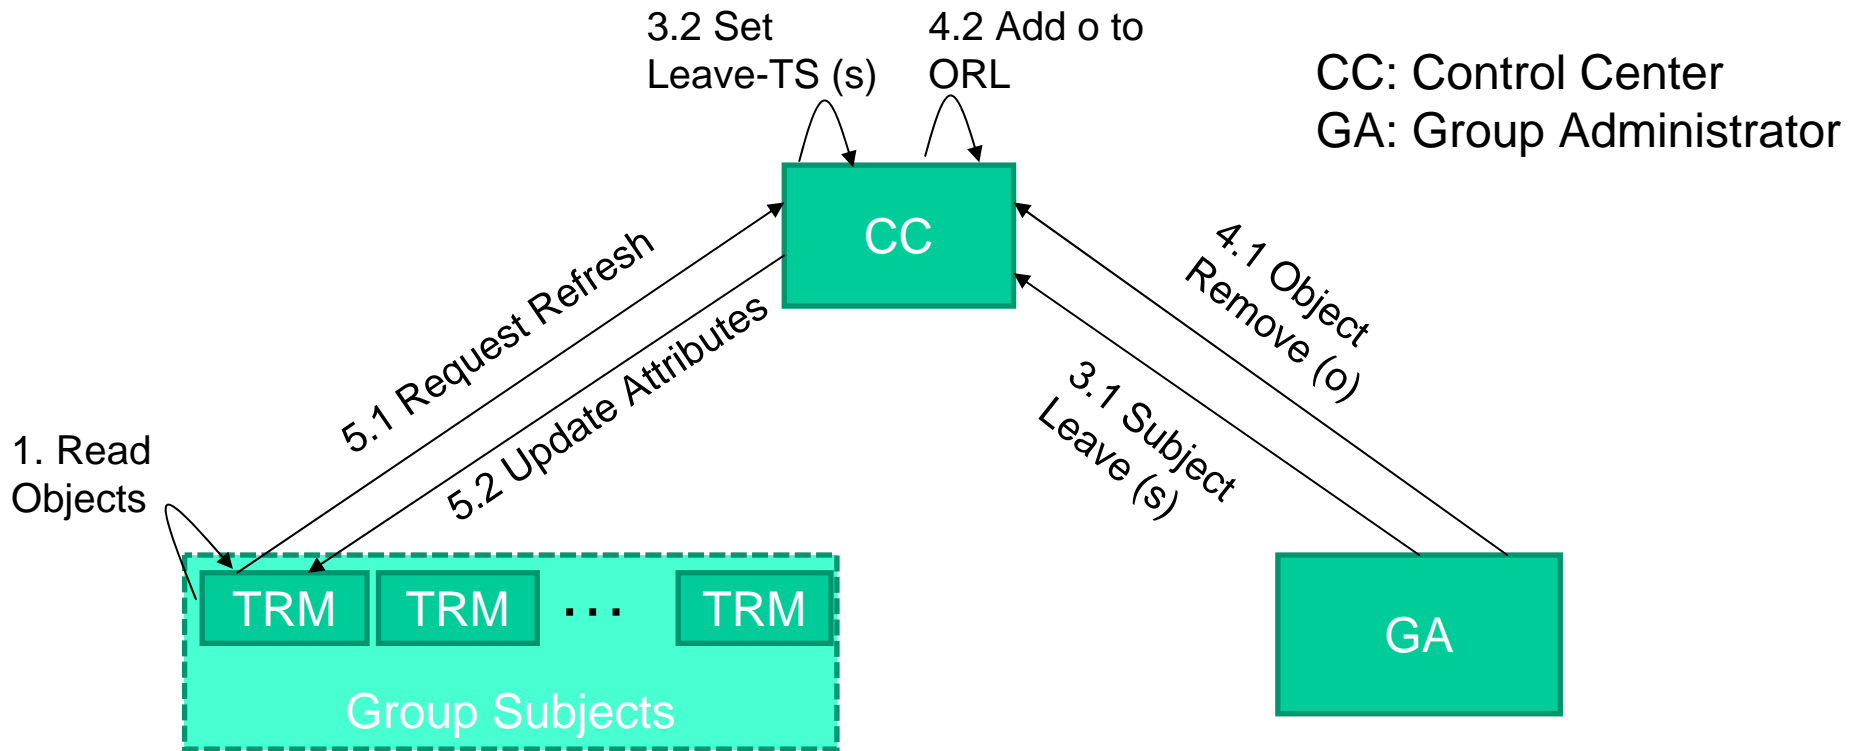 3.2 Set
Leave-TS (s)
4.2 Add o to
ORL
CC: Control Center
GA: Group Administrator
CC
5.1 Request Refresh
5.2 Update Attributes
4.1 Object
Remove (o)
3.1 Subject
Leave (s)
1. Read
Objects
TRM
TRM
...
TRM
GA
Group Subjects